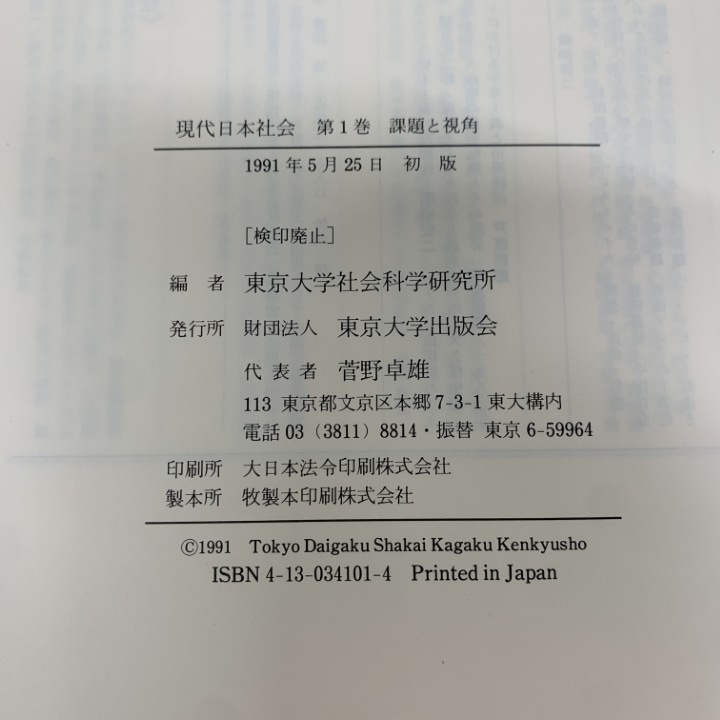 現代日本社会 第1巻 課題と視角
1991年5月25日 初 版
[検印廃止]
編 者 東京大学社会科学研究所
発行所 財団法人 東京大学出版会
代表者 菅野卓雄
113 東京都文京区本郷7-3-1東大構内
電話03(3811)8814・振替 東京6-59964
印刷所 大日本法令印刷株式会社
製本所 牧製本印刷株式会社
©1991 Tokyo Daigaku Shakai Kagaku Kenkyusho
ISBN 4-13-034101-4 Printed in Japan